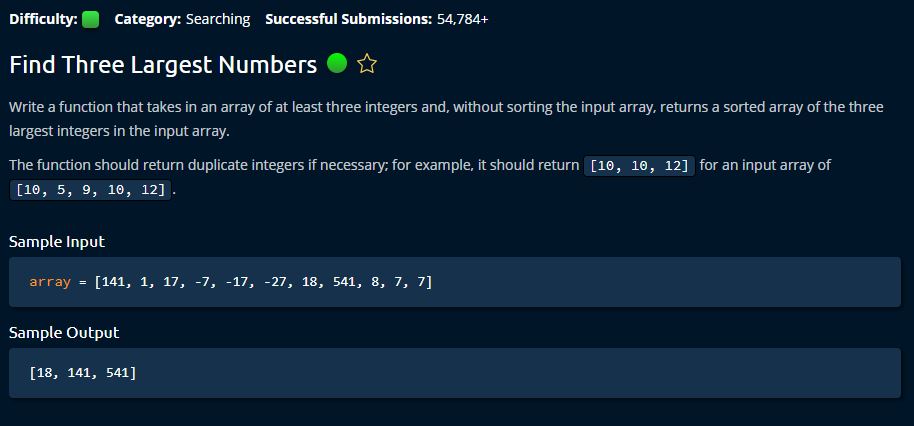 Difficulty: Category: Searching Successful Submissions: 54,784+
Find Three Largest Numbers
Write a function that takes in an array of at least three integers and, without sorting the input array, returns a sorted array of the three
largest integers in the input array.
The function should return duplicate integers if necessary; for example, it should return [10, 10, 12] for an input array of
[10, 5, 9, 10, 12].
Sample Input
array = [141, 1, 17, -7, -17, -27, 18, 541, 8, 7, 7]
Sample Output
[18, 141, 541]